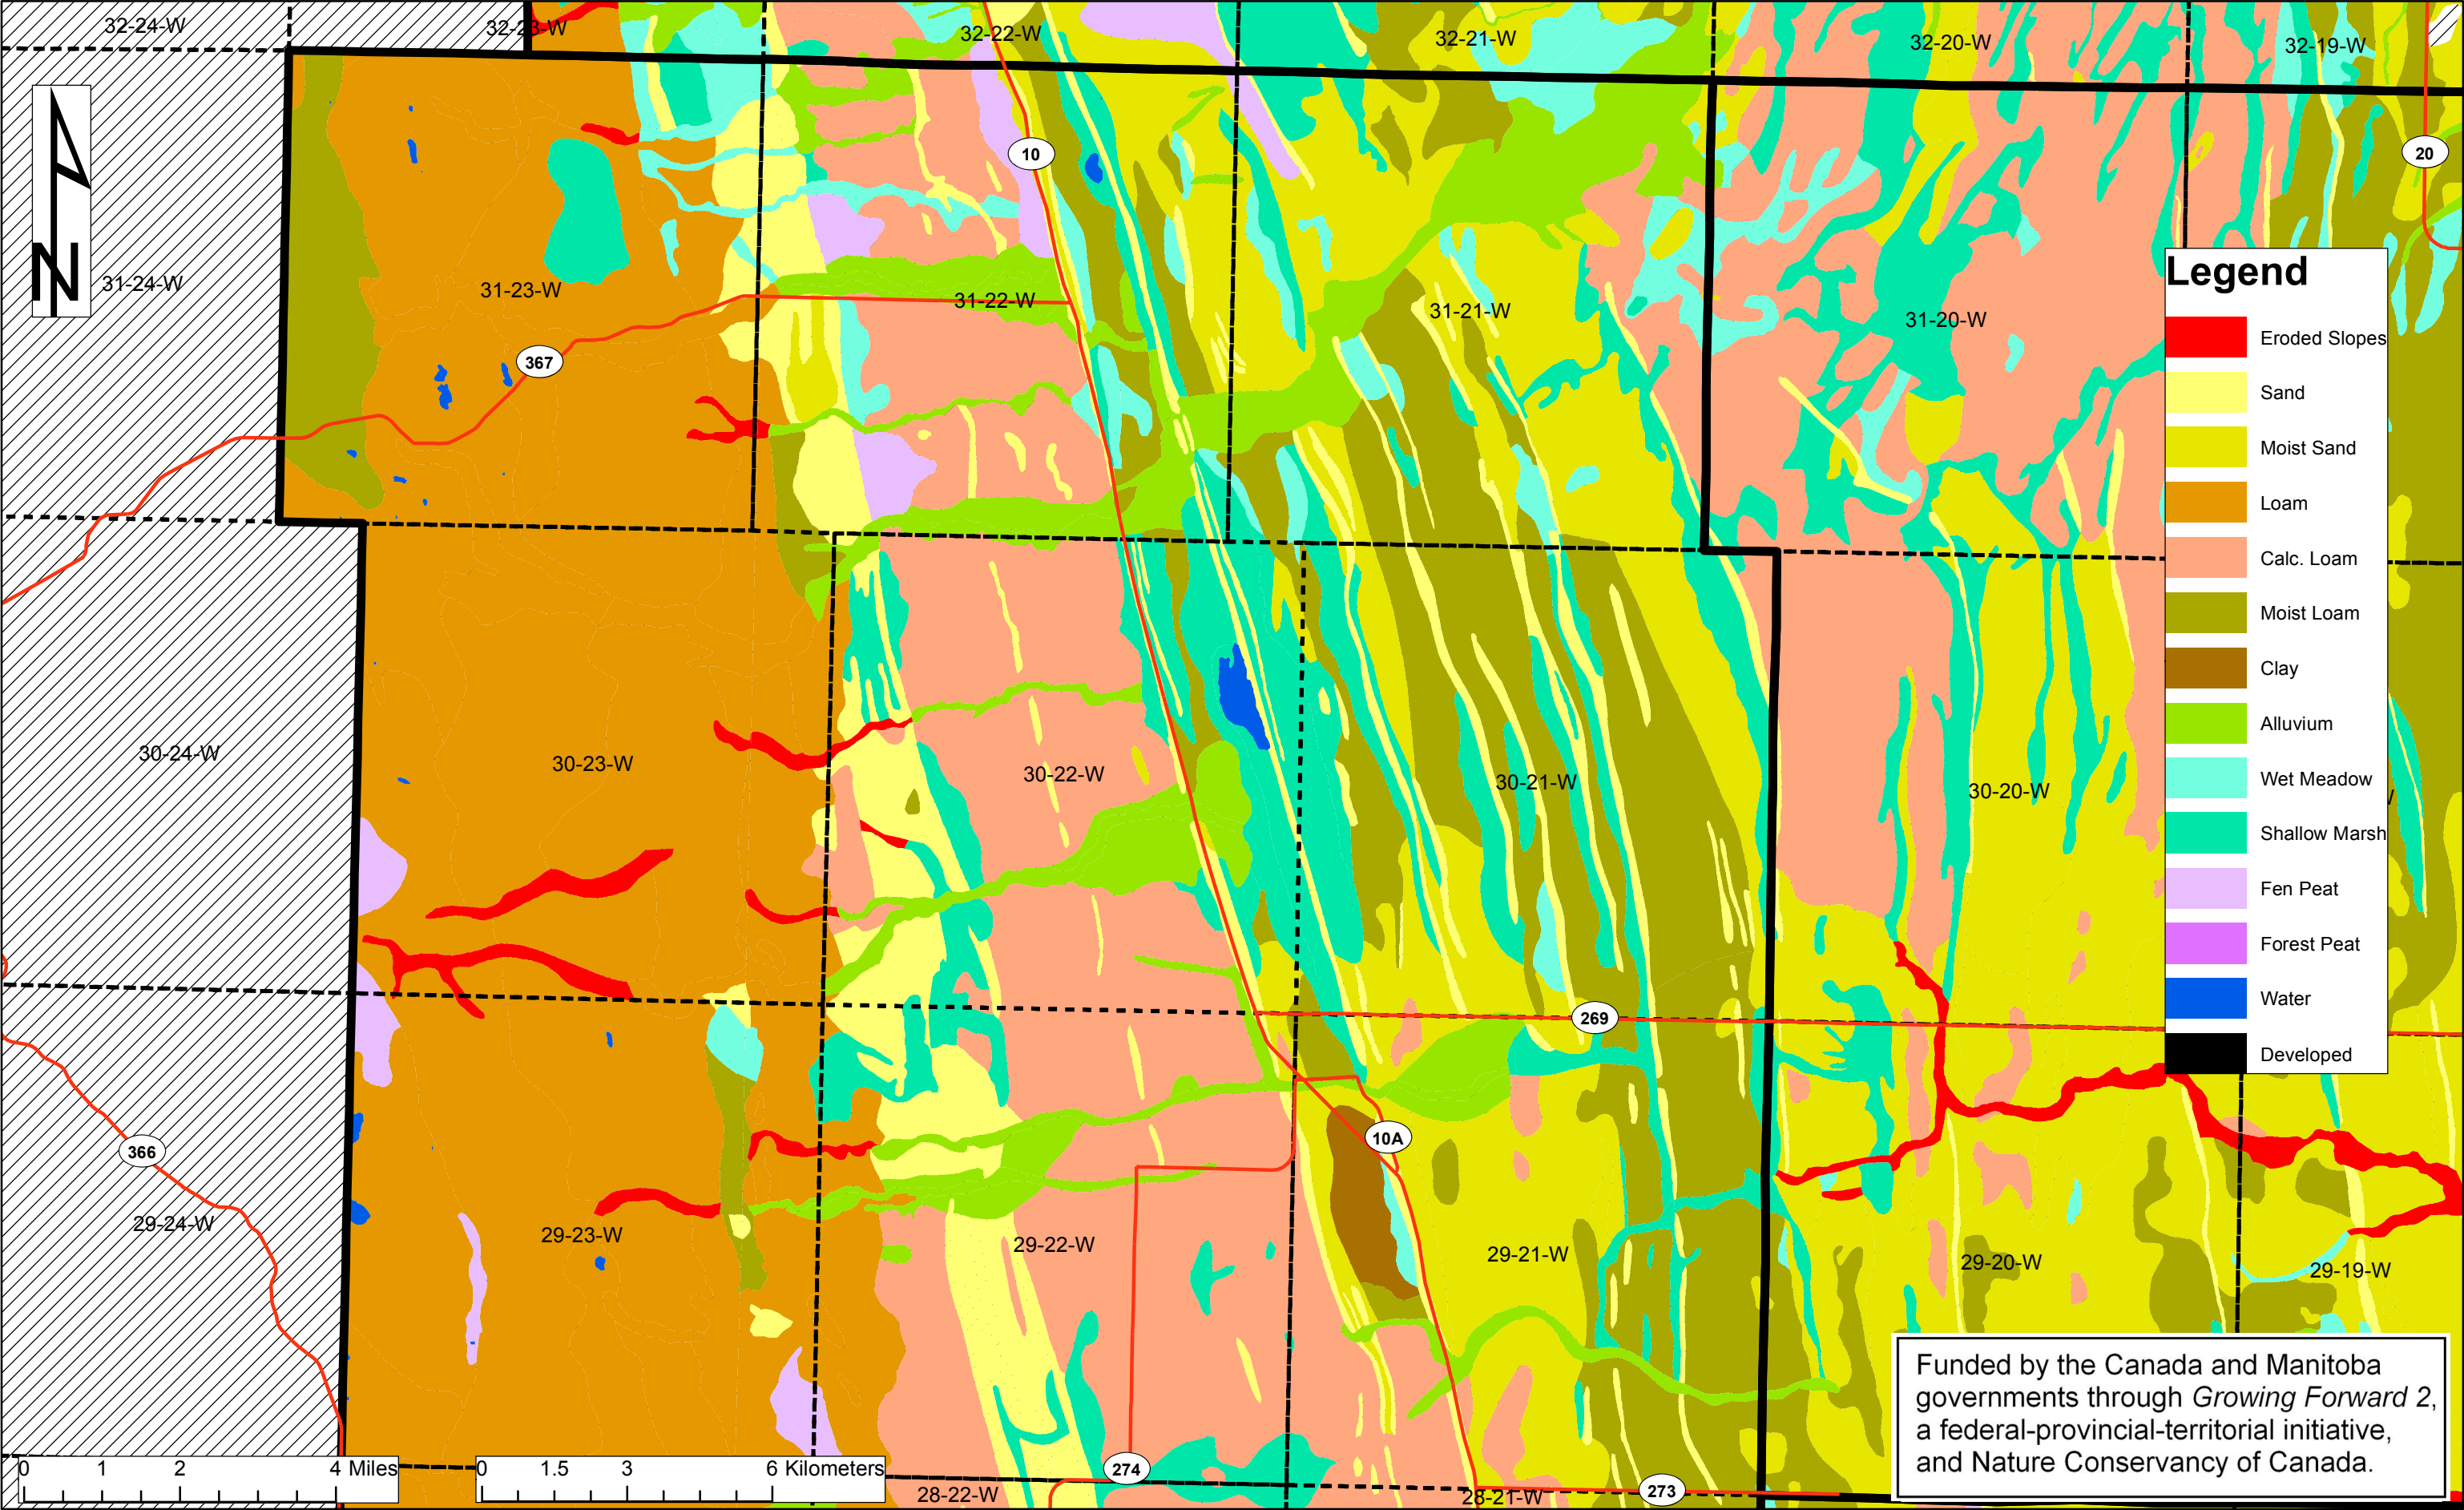 32-24-W
32-23-W
32-22-W
32-21-W
32-20-W
32-19-W
10
20
N
31-24-W
31-23-W
31-22-W
31-21-W
31-20-W
367
30-24-W
30-23-W
30-22-W
30-21-W
30-20-W
W
269
366
10A
29-24-W
29-23-W
29-22-W
29-21-W
29-20-W
29-19-W
274
273
28-22-W
28-21-W
Legend
Eroded Slopes
Sand
Moist Sand
Loam
Calc. Loam
Moist Loam
Clay
Alluvium
Wet Meadow
Shallow Marsh
Fen Peat
Forest Peat
Water
Developed
0 1 2 4 Miles
0 1.5 3 6 Kilometers
Funded by the Canada and Manitoba
governments through Growing Forward 2,
a federal-provincial-territorial initiative,
and Nature Conservancy of Canada.